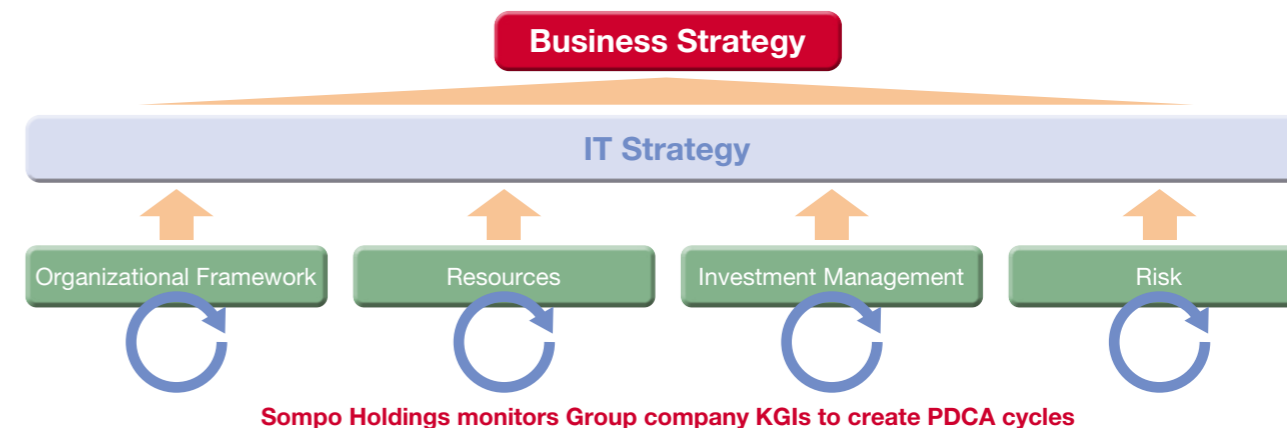 Business Strategy
IT Strategy
Organizational Framework
Resources
Investment Management
Risk
Sompo Holdings monitors Group company KGIs to create PDCA cycles